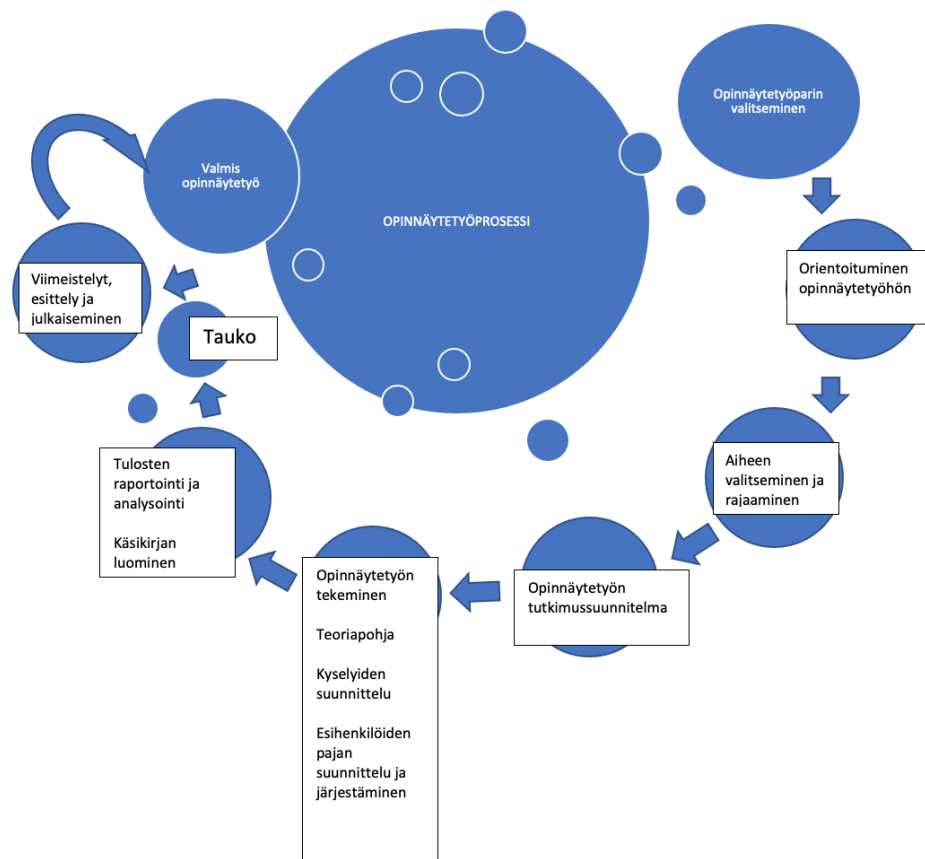 OPINNÄYTETYÖPROSESSI
Opinnäytetyöparin
valitseminen
Orientoituminen
opinnäytetyöhön
Aiheen
valitseminen ja
rajaaminen
Opinnäytetyön
tutkimussuunnitelma
Opinnäytetyön
tekeminen
Teoriapohja
Kyselyiden
suunnittelu
Esihenkilöiden
pajan
suunnittelu ja
järjestäminen
Tulosten
raportointi ja
analysointi
Käsikirjan
luominen
Tauko
Viimeistelyt,
esittely ja
julkaiseminen
Valmis
opinnäytetyö